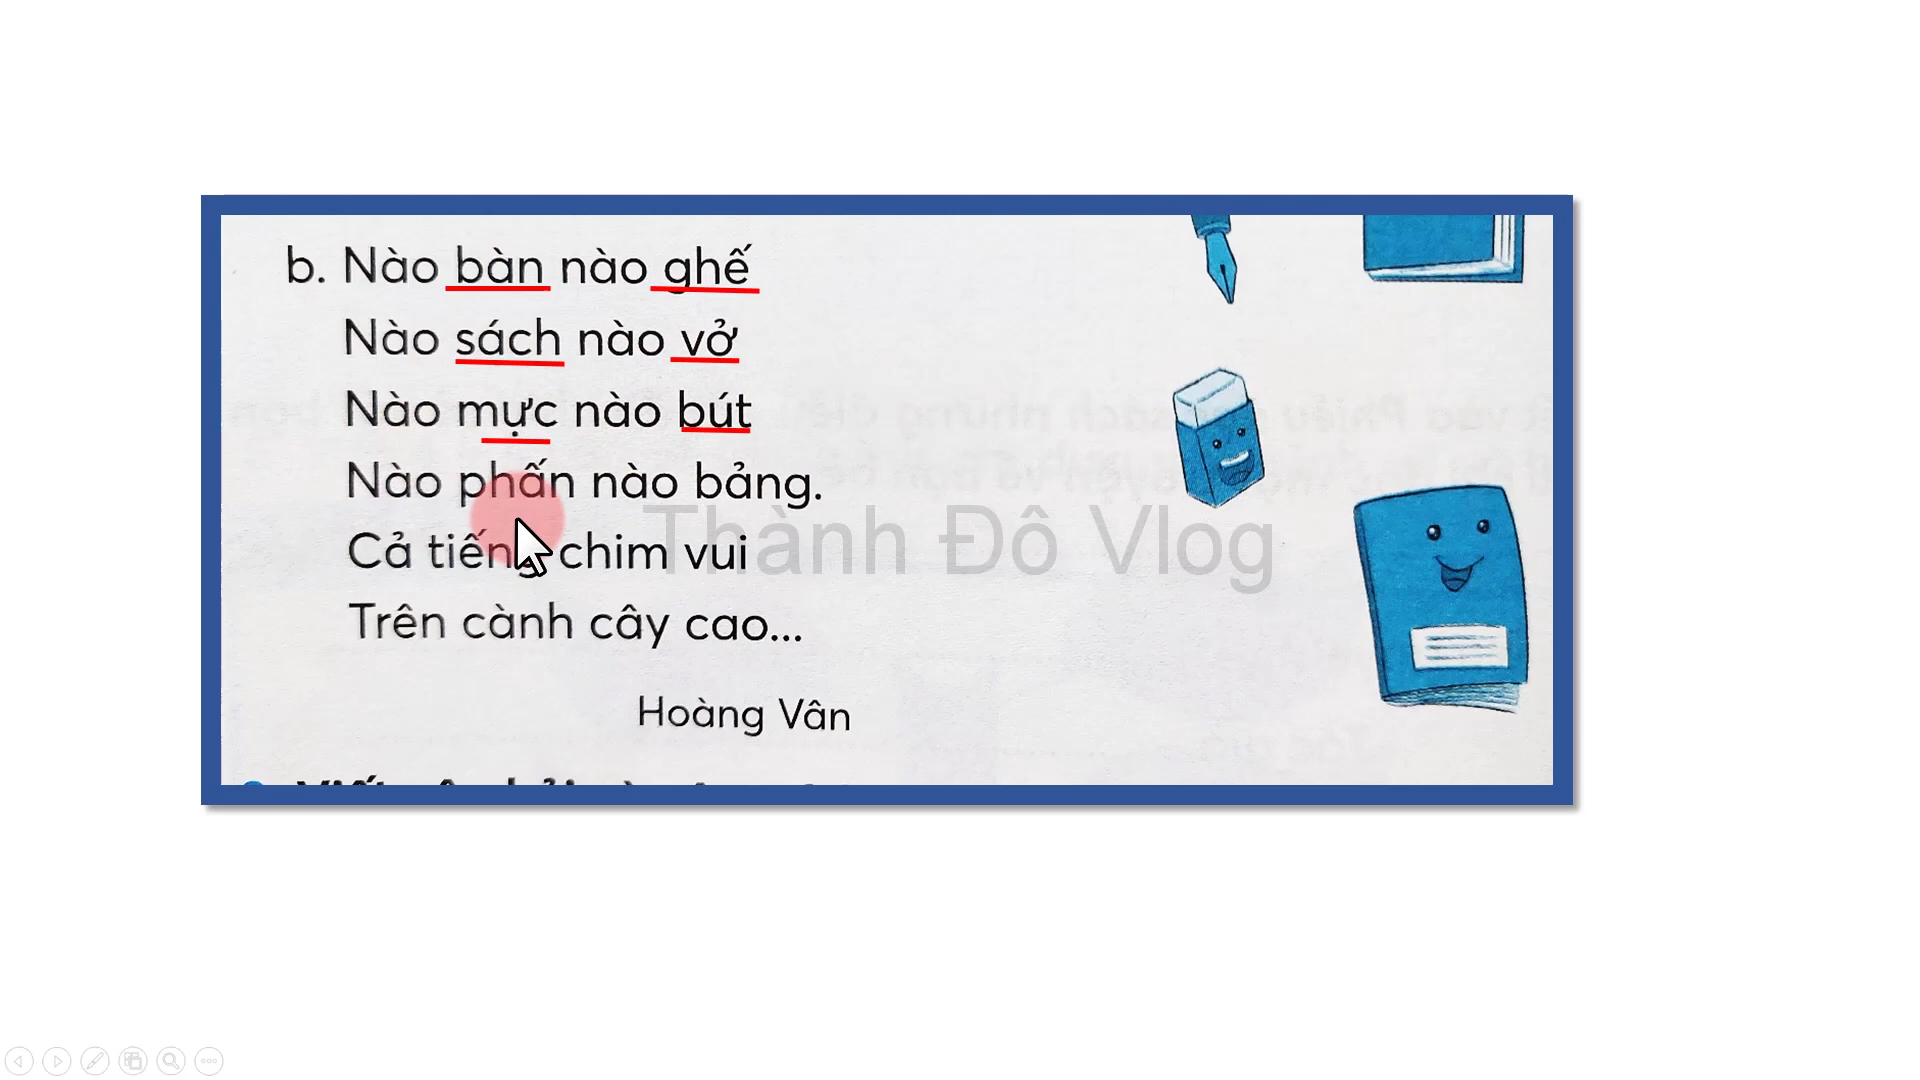 b. Nào bàn nào ghế
Nào sách nào vở
Nào mực nào bút
Nào phấn nào bảng.
Cả tiếng chim vui
Trên cành cây cao...
Hoàng Vân
Thành Đô Vlog